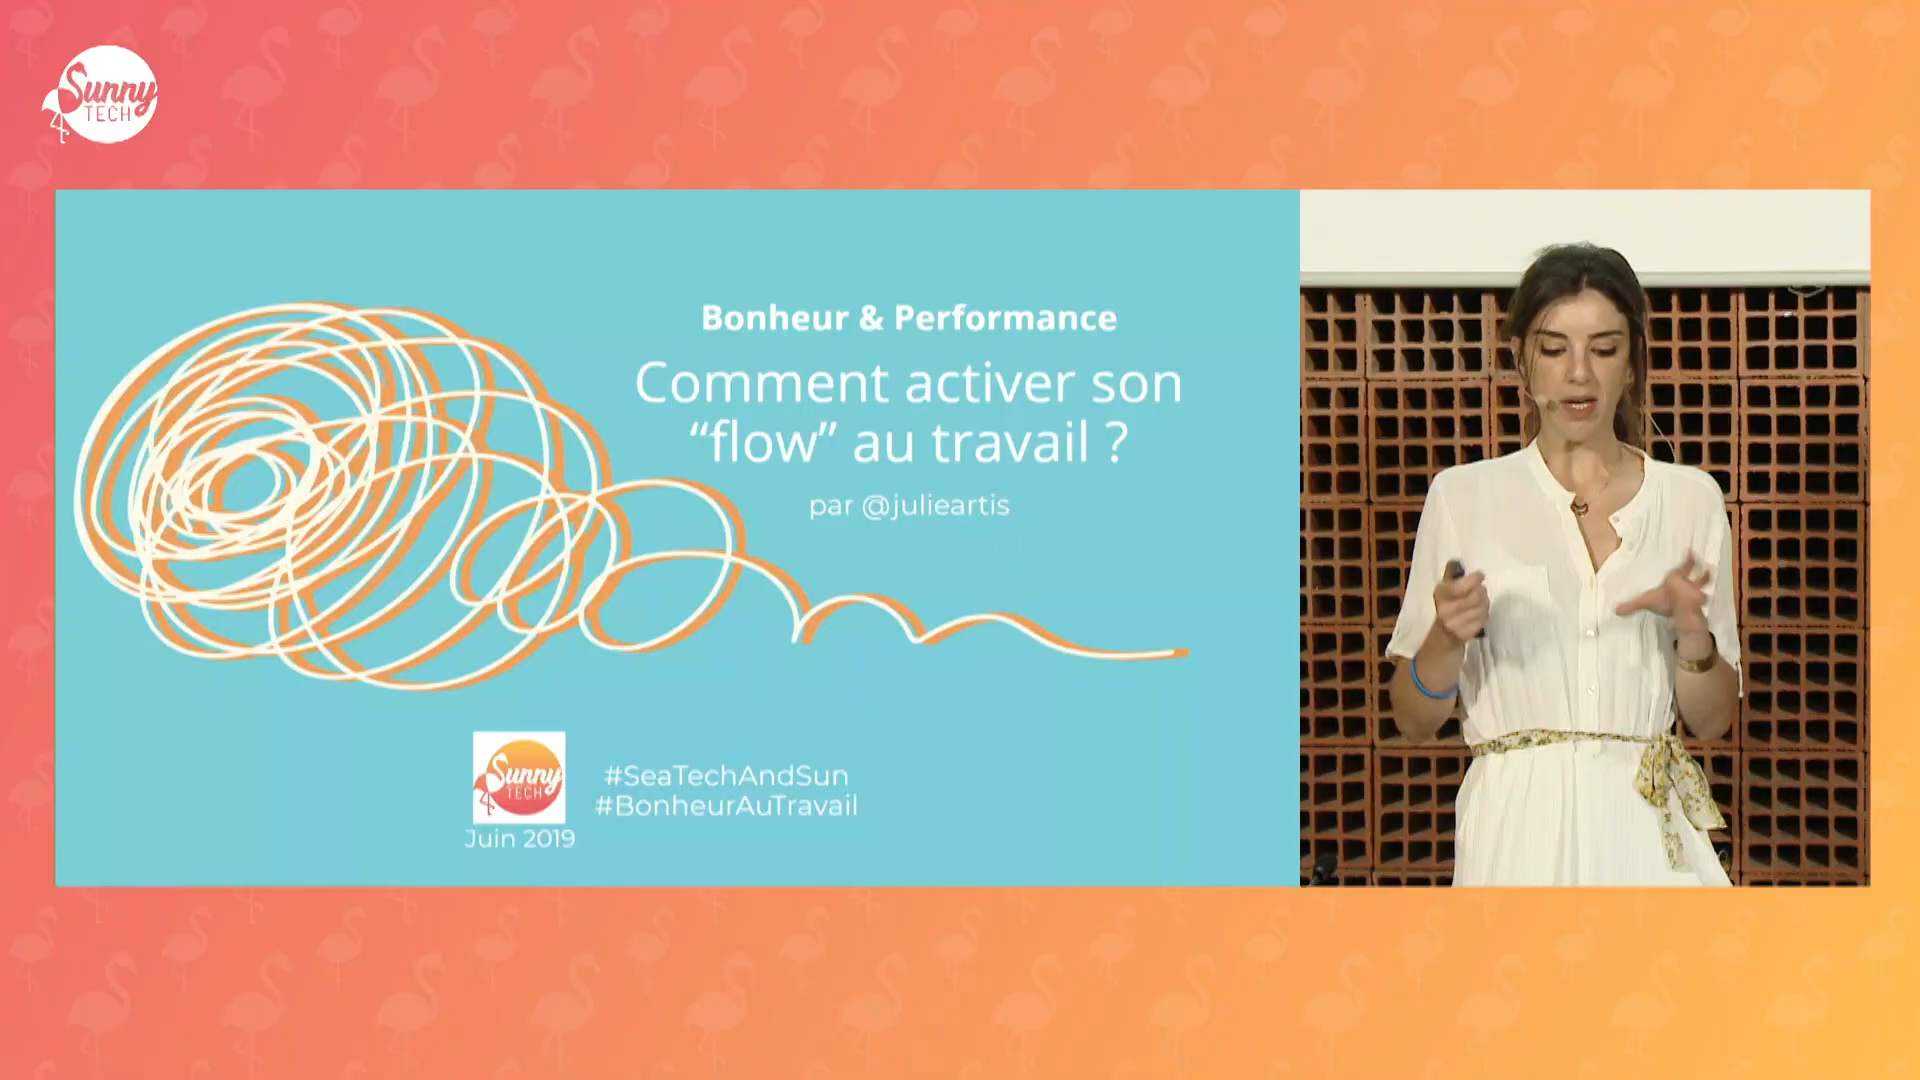 Sunny
TECH
Bonheur & Performance
Comment activer son
“flow” au travail ?
par @julieartis
Sunny
TECH
#SeaTechAndSun
#BonheurAuTravail
Juin 2019